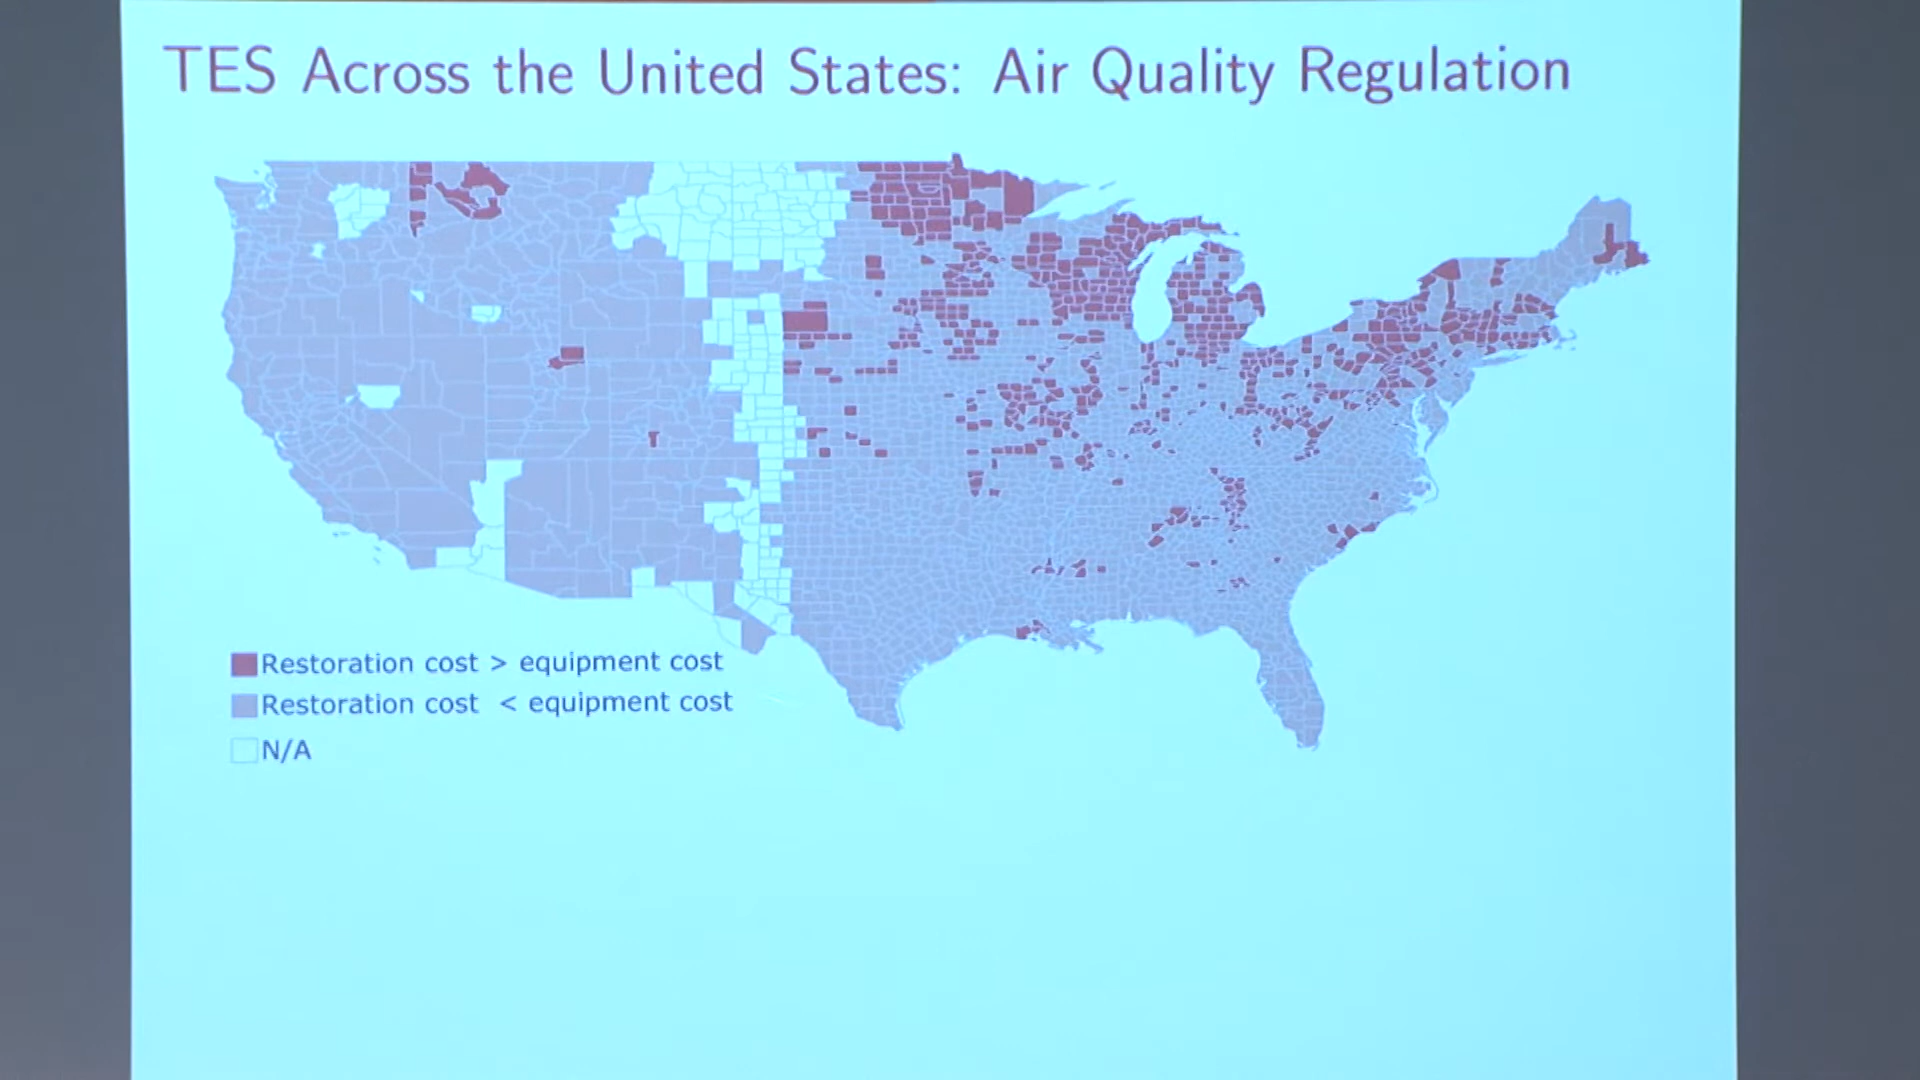 TES Across the United States: Air Quality Regulation
Restoration cost > equipment cost
Restoration cost < equipment cost
N/A